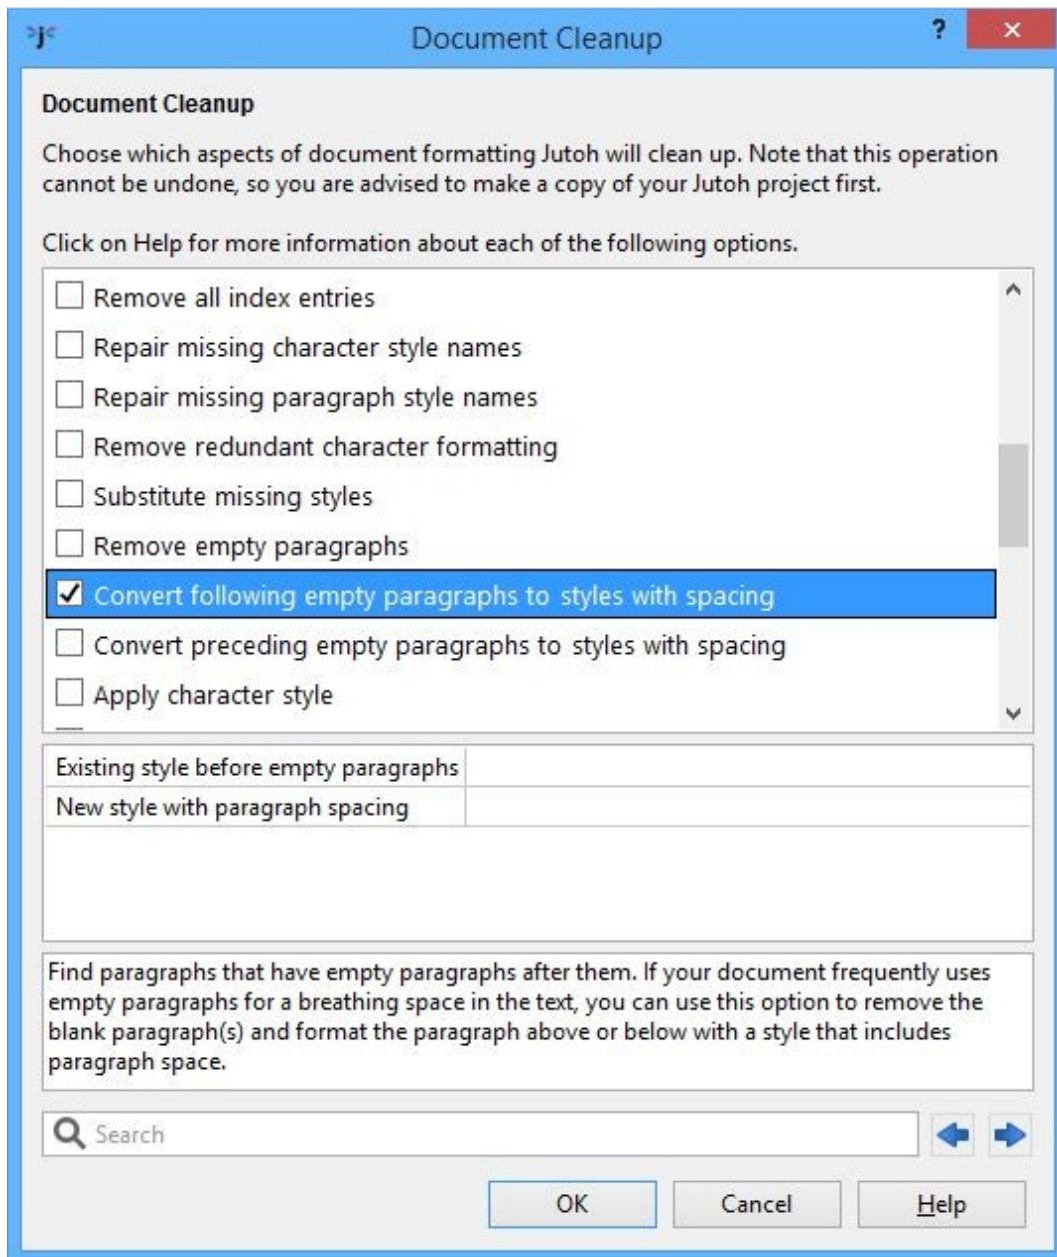 Document Cleanup
?
Document Cleanup
Choose which aspects of document formatting Jutoh will clean up. Note that this operation
cannot be undone, so you are advised to make a copy of your Jutoh project first.
Click on Help for more information about each of the following options.
Remove all index entries
Repair missing character style names
Repair missing paragraph style names
Remove redundant character formatting
Substitute missing styles
Remove empty paragraphs
Convert following empty paragraphs to styles with spacing
Convert preceding empty paragraphs to styles with spacing
Apply character style
Existing style before empty paragraphs
New style with paragraph spacing
Find paragraphs that have empty paragraphs after them. If your document frequently uses
empty paragraphs for a breathing space in the text, you can use this option to remove the
blank paragraph(s) and format the paragraph above or below with a style that includes
paragraph space.
Search
OK Cancel Help